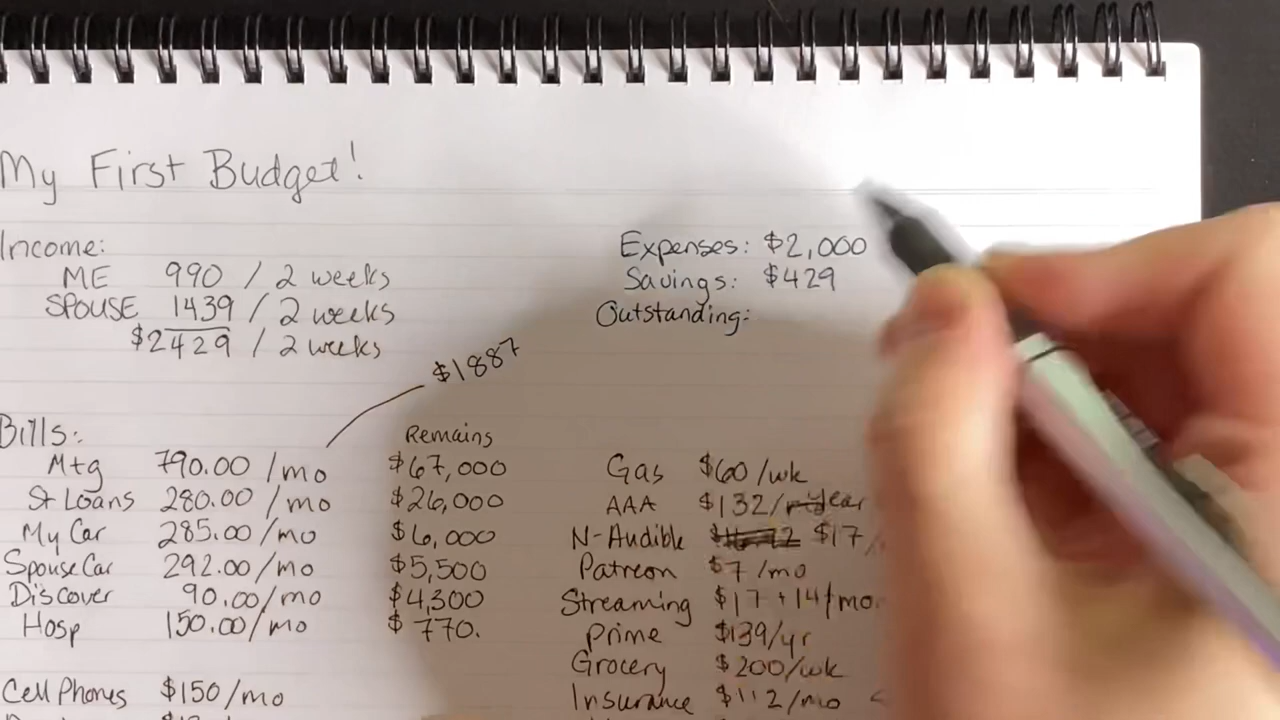 My First Budget!
Income:
ME 990 / 2 weeks
SPOUSE 1439 / 2 weeks
$2429 / 2 weeks
Expenses: $2,000
Savings: $429
Outstanding:
$1887
Bills:
Remains
Mtg 790.00 /mo $67,000
St Loans 280.00 /mo $26,000
My Car 285.00 /mo $6,000
Spouse Car 292.00 /mo $5,500
Discover 90.00/mo $4,300
Hosp 150.00/mo $770.
Cell Phones $150/mo
Gas $60/wk
AAA $132/year
N-Audible $17/
Patreon $7/mo
Streaming $17 + 14/mo.
Prime $139/yr
Grocery $200/wk
Insurance $112/mo